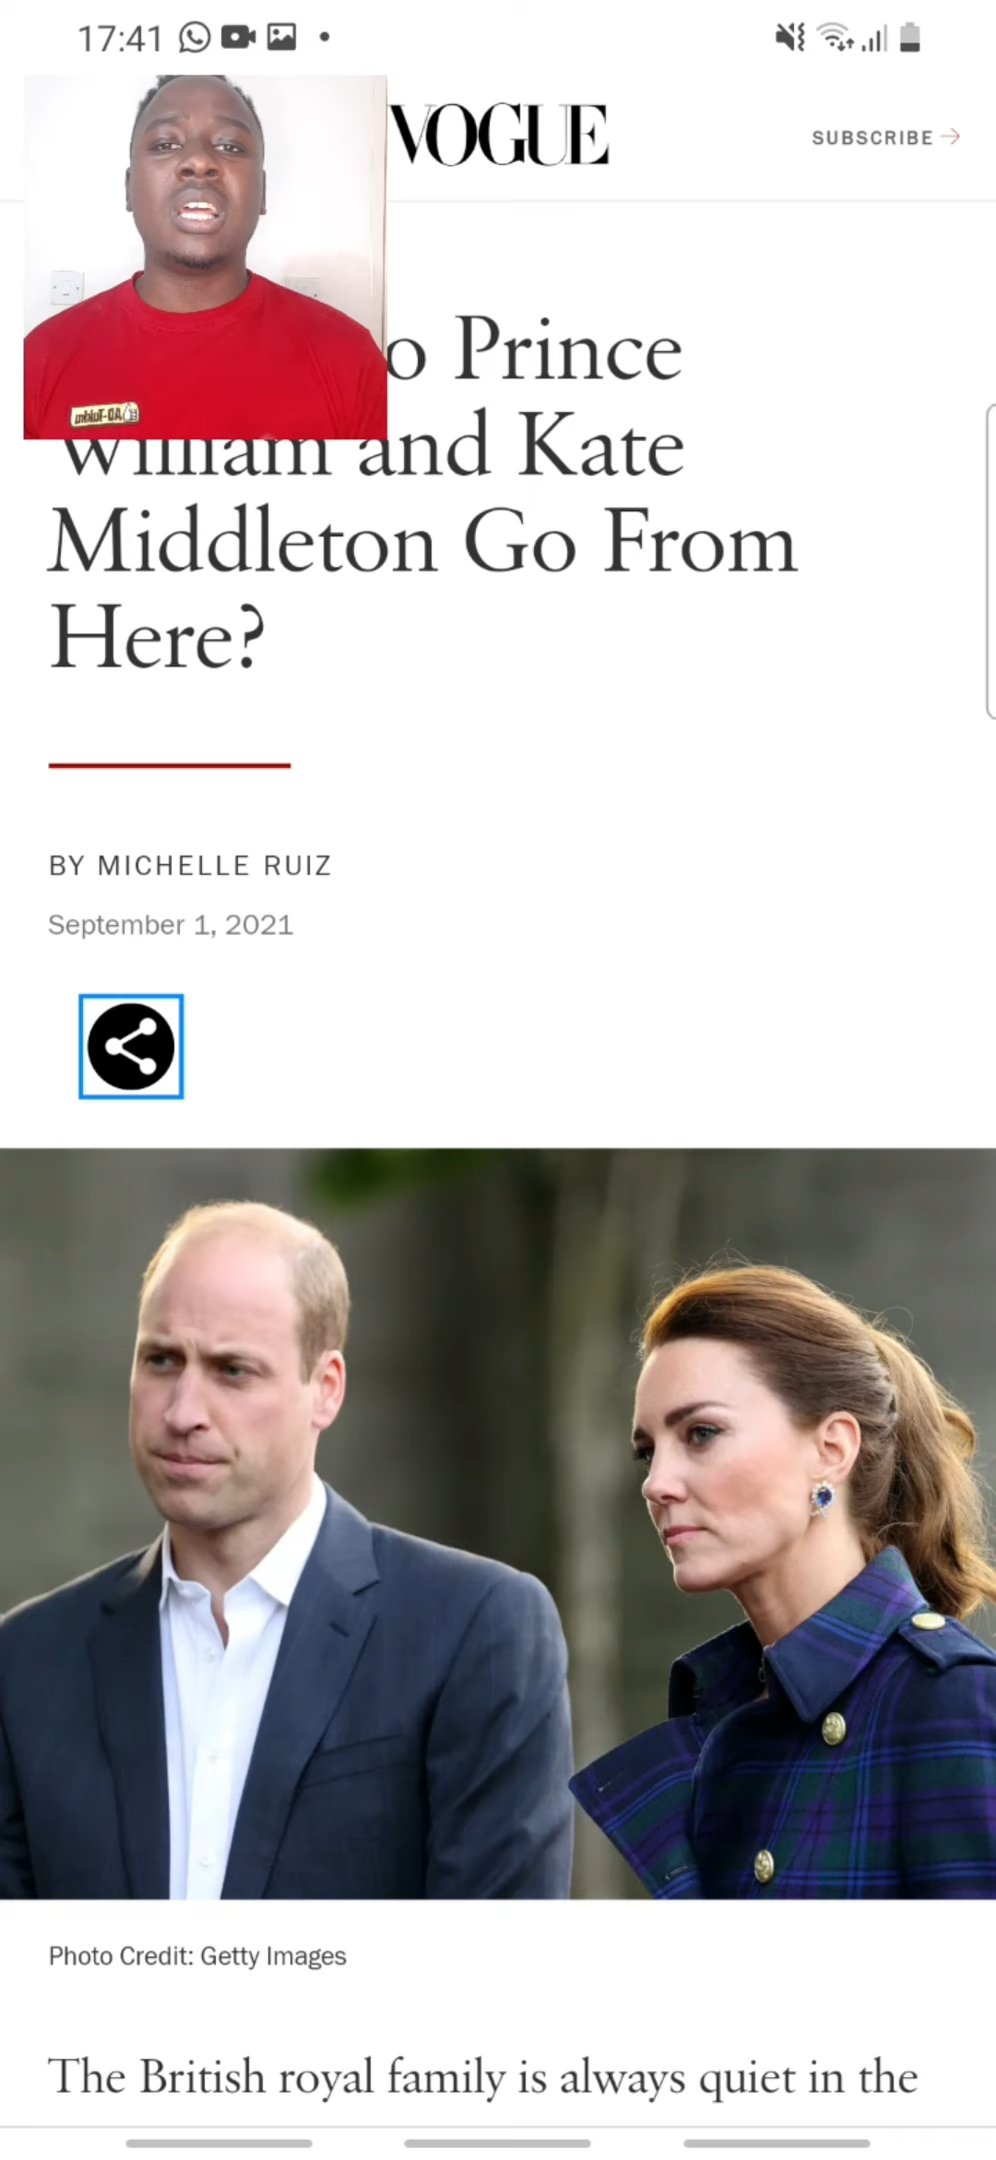 17:41
VOGUE
SUBSCRIBE
o Prince
William and Kate
Middleton Go From
Here?
BY MICHELLE RUIZ
September 1, 2021
Photo Credit: Getty Images
The British royal family is always quiet in the